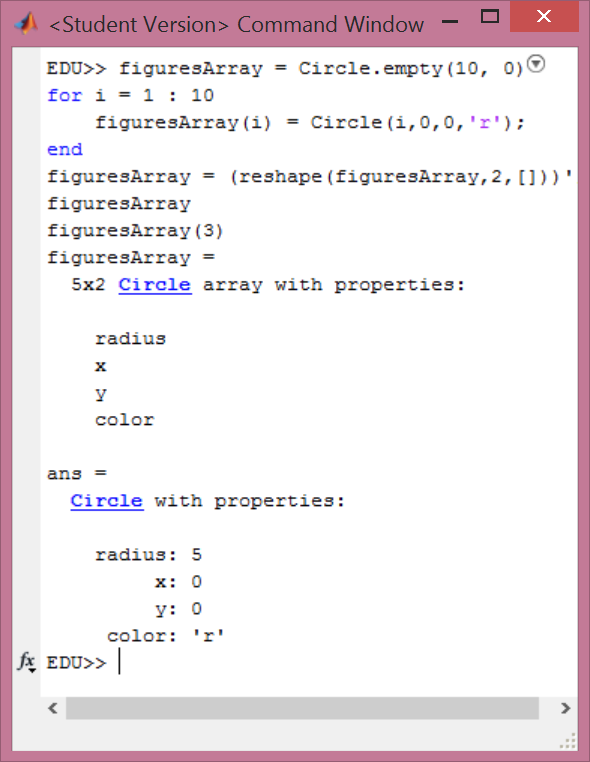 <Student Version> Command Window
EDU>> figuresArray = Circle.empty(10, 0)
for i = 1 : 10
figuresArray(i) = Circle(i,0,0,'r');
end
figuresArray = (reshape(figuresArray,2,[]))'
figuresArray
figuresArray(3)
figuresArray =
5x2 Circle array with properties:
radius
x
y
color
ans =
Circle with properties:
radius: 5
x: 0
y: 0
color: 'r'
fx EDU>>